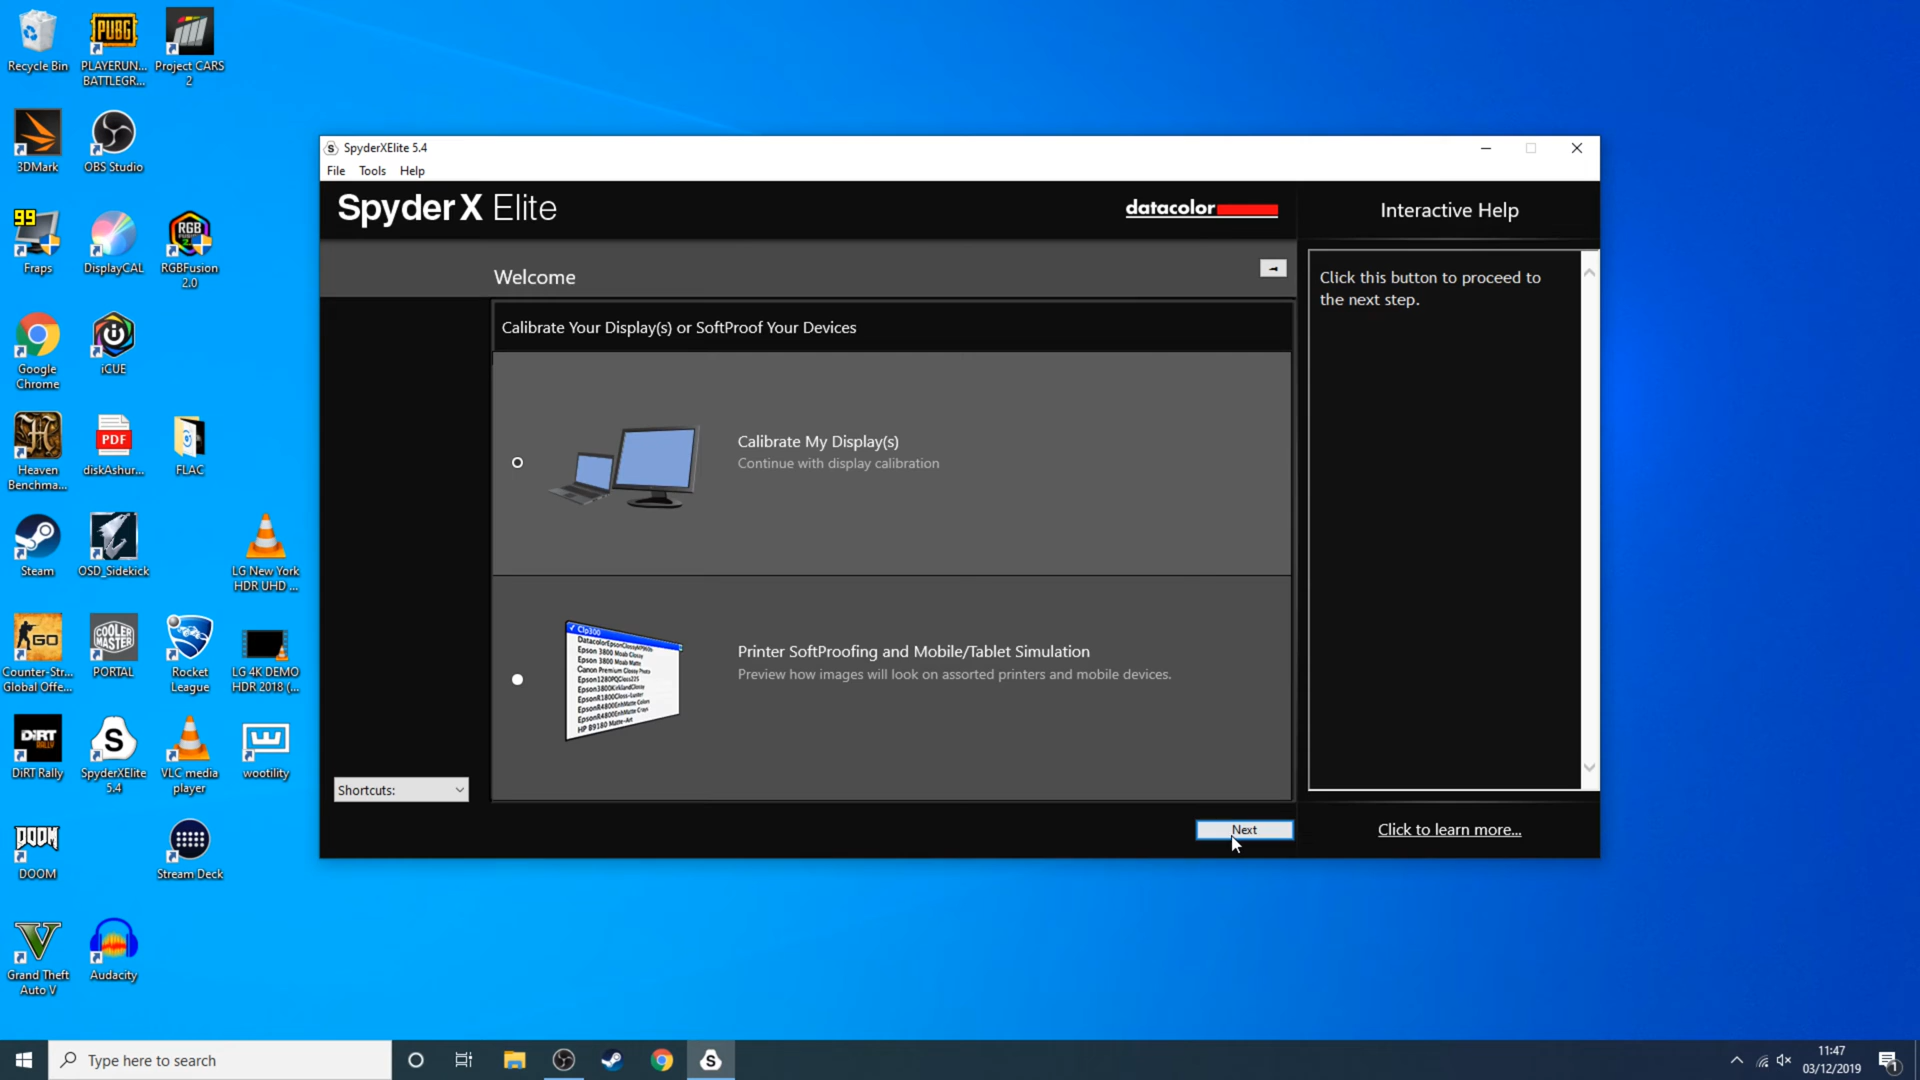 Recycle Bin
PLAYERUN...
BATTLEGR...
Project CARS
2
3DMark
OBS Studio
99
Fraps
DisplayCAL
RGBFusion
2.0
Google
Chrome
iCUE
Heaven
Benchma...
PDF
diskAshur...
FLAC
Steam
OSD_Sidekick
LG New York
HDR UHD ...
Counter-Str...
Global Offe...
PORTAL
Rocket
League
LG 4K DEMO
HDR 2018 (...
DiRT Rally
SpyderXElite
5.4
VLC media
player
wootility
DOOM
Stream Deck
Grand Theft
Auto V
Audacity
SpyderXElite 5.4
File Tools Help
SpyderX Elite
datacolor
Interactive Help
Welcome
Click this button to proceed to
the next step.
Calibrate Your Display(s) or SoftProof Your Devices
Calibrate My Display(s)
Continue with display calibration
Printer SoftProofing and Mobile/Tablet Simulation
Preview how images will look on assorted printers and mobile devices.
Shortcuts:
Next
Click to learn more...
Type here to search
11:47
03/12/2019
1